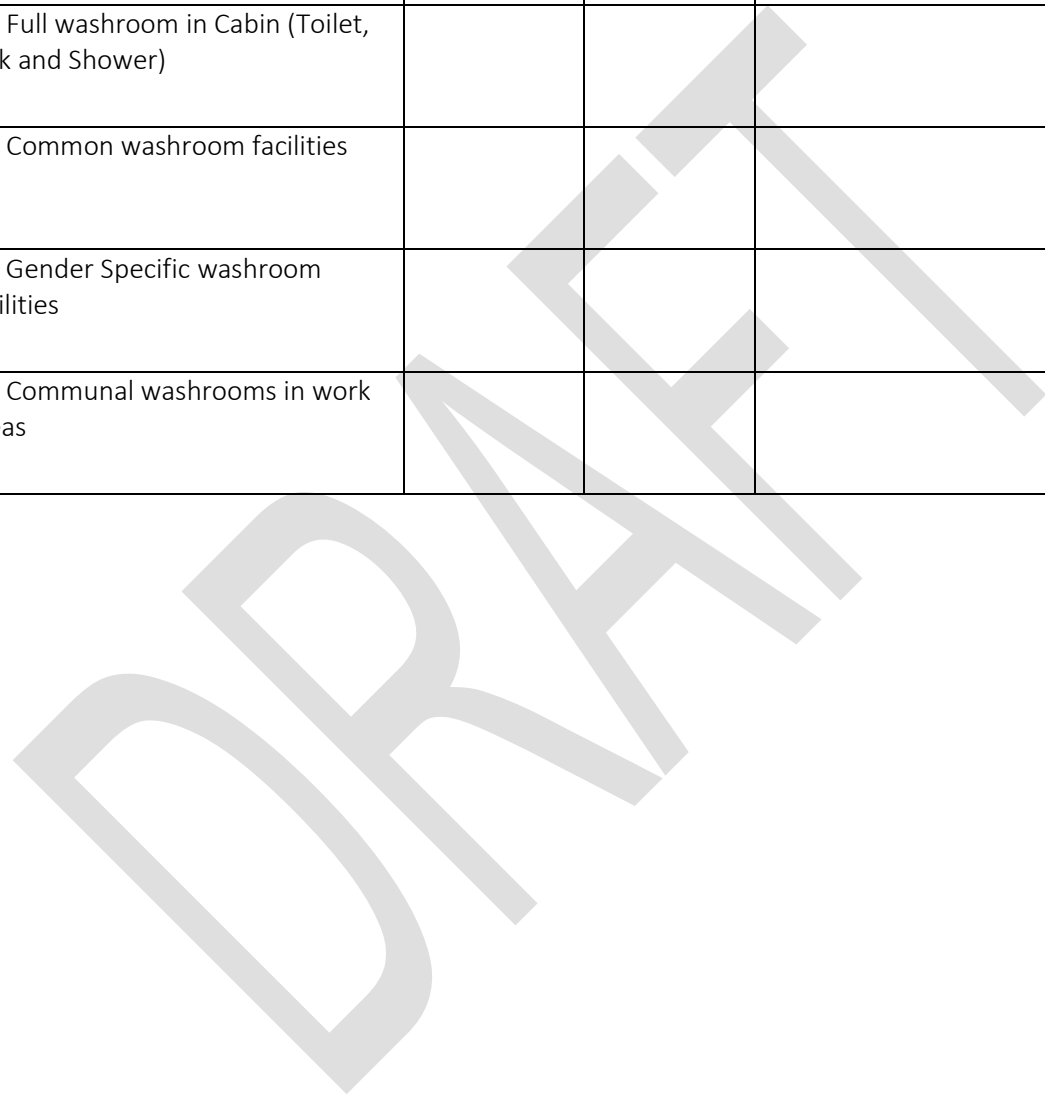 Full washroom in Cabin (Toilet,
k and Shower)
Common washroom facilities
Gender Specific washroom
ilities
Communal washrooms in work
as
DRAFT